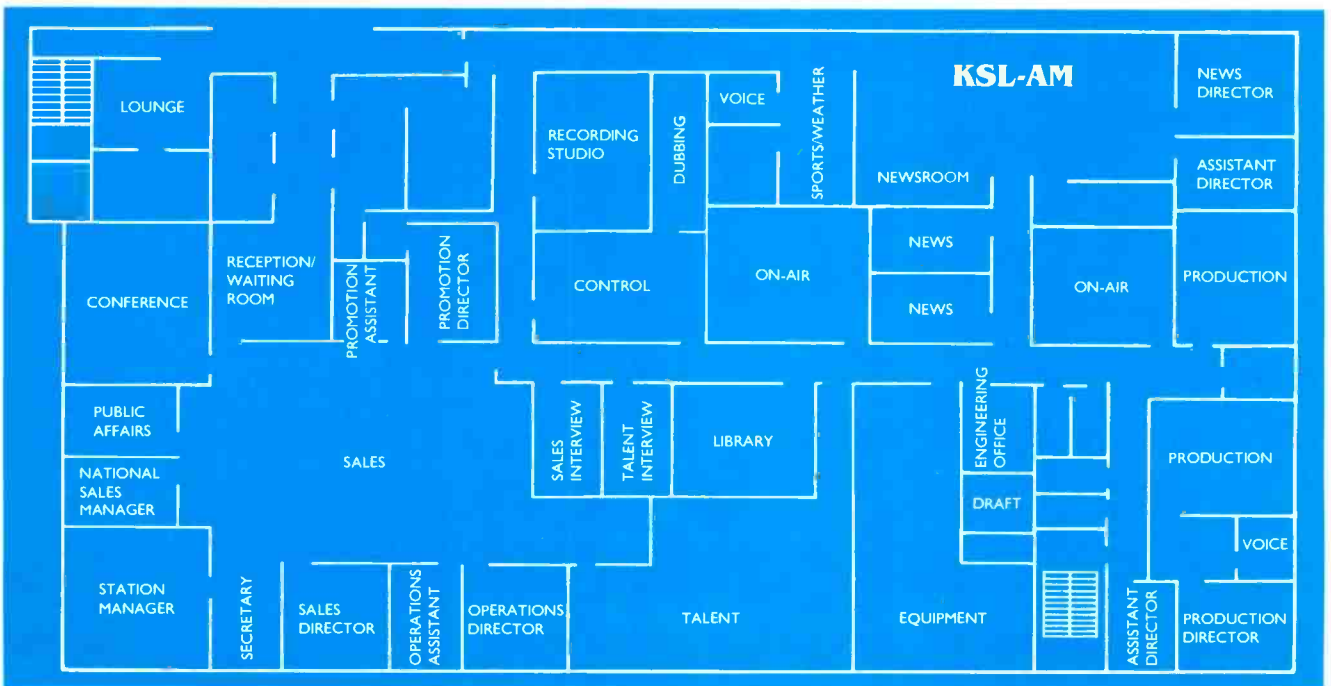 KSL-AM
NEWS
DIRECTOR
LOUNGE
VOICE
RECORDING
STUDIO
DUBBING
SPORTS/WEATHER
NEWSROOM
ASSISTANT
DIRECTOR
RECEPTION/
WAITING
ROOM
PROMOTION
ASSISTANT
PROMOTION
DIRECTOR
CONTROL
ON-AIR
NEWS
NEWS
ON-AIR
PRODUCTION
CONFERENCE
PUBLIC
AFFAIRS
NATIONAL
SALES
MANAGER
SALES
SALES
INTERVIEW
TALENT
INTERVIEW
LIBRARY
ENGINEERING
OFFICE
DRAFT
PRODUCTION
VOICE
STATION
MANAGER
SECRETARY
SALES
DIRECTOR
OPERATIONS
ASSISTANT
OPERATIONS
DIRECTOR
TALENT
EQUIPMENT
ASSISTANT
DIRECTOR
PRODUCTION
DIRECTOR